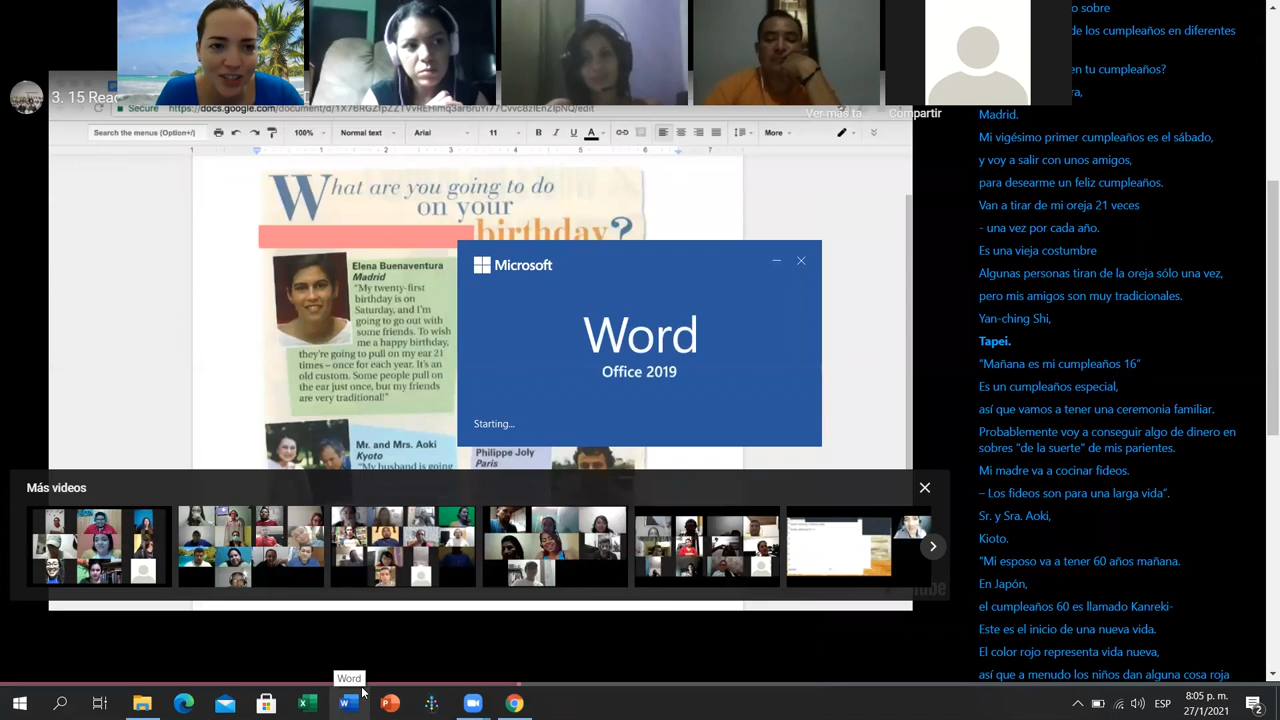 o sobre
de los cumpleaños en diferentes
en tu cumpleaños?
ra,
Madrid.
Mi vigésimo primer cumpleaños es el sábado,
y voy a salir con unos amigos,
para desearme un feliz cumpleaños.
Van a tirar de mi oreja 21 veces
- una vez por cada año.
Es una vieja costumbre
Algunas personas tiran de la oreja sólo una vez,
pero mis amigos son muy tradicionales.
Yan-ching Shi,
Tapei.
“Mañana es mi cumpleaños 16”
Es un cumpleaños especial,
así que vamos a tener una ceremonia familiar.
Probablemente voy a conseguir algo de dinero en
sobres "de la suerte" de mis parientes.
Mi madre va a cocinar fideos.
– Los fideos son para una larga vida”.
Sr. y Sra. Aoki,
Kioto.
“Mi esposo va a tener 60 años mañana.
En Japón,
el cumpleaños 60 es llamado Kanreki-
Este es el inicio de una nueva vida.
El color rojo representa vida nueva,
así que a menudo los niños dan alguna cosa roja
3. 15 Read
Secure
Ver más ta...
Compartir
Search the menus (Option+/)
100%
Normal text
Arial
11
B I U A
More
1 1 2 3 4 5 6 7
What are you going to do
on your
birthday?
Elena Buenaventura
Madrid
"My twenty-first
birthday is on
Saturday, and I'm
going to go out with
some friends. To wish
me a happy birthday,
they're going to pull on my ear 21
times – once for each year. It's an
old custom. Some people pull on
the ear just once, but my friends
are very traditional!"
Mr. and Mrs. Aoki
Kyoto
"My husband is going
Philippe Joly
Paris
Microsoft
Word
Office 2019
Starting...
Más videos
YouTube
Word
ESP
8:05 p. m.
27/1/2021
2